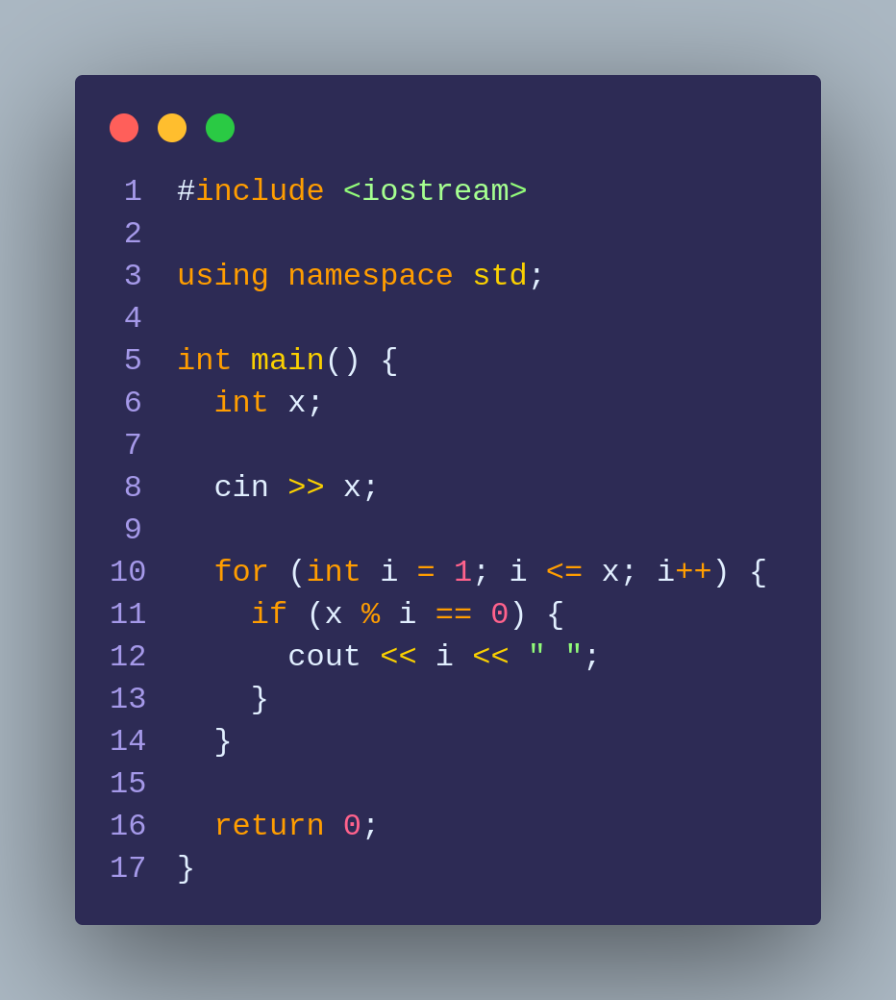 1 #include <iostream>
2
3 using namespace std;
4
5 int main() {
6   int x;
7
8   cin >> x;
9
10   for (int i = 1; i <= x; i++) {
11     if (x % i == 0) {
12       cout << i << " ";
13     }
14   }
15
16   return 0;
17 }